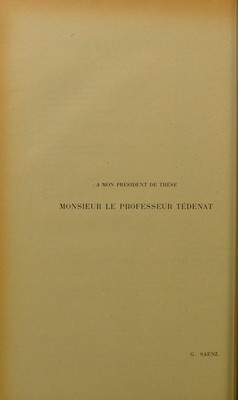 A MON PRÉSIDENT DE THÈSE
MONSIEUR LE PROFESSEUR TÉDENAT
G. SAENZ.